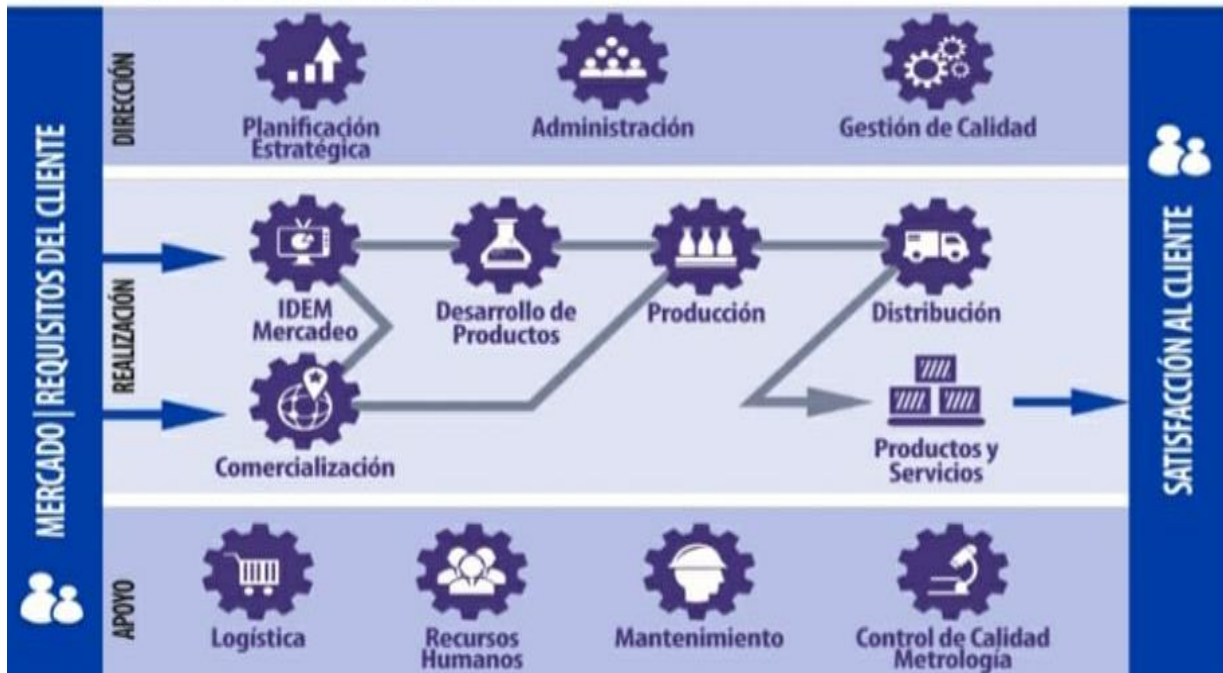 MERCADO | REQUISITOS DEL CLIENTE
DIRECCIÓN
Planificación
Estratégica
Administración
Gestión de Calidad
REALIZACIÓN
IDEM
Mercadeo
Desarrollo de
Productos
Producción
Distribución
Comercialización
Productos y
Servicios
APOYO
Logística
Recursos
Humanos
Mantenimiento
Control de Calidad
Metrología
SATISFACCIÓN AL CLIENTE